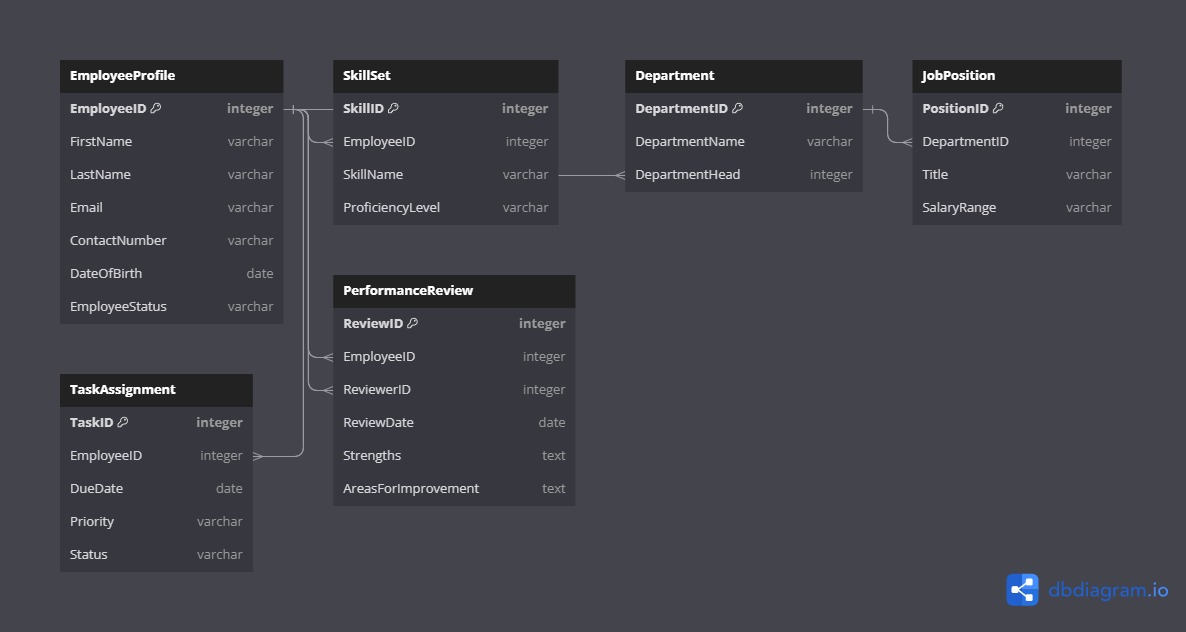 EmployeeProfile
EmployeeID integer
FirstName varchar
LastName varchar
Email varchar
ContactNumber varchar
DateOfBirth date
EmployeeStatus varchar
SkillSet
SkillID integer
EmployeeID integer
SkillName varchar
ProficiencyLevel varchar
Department
DepartmentID integer
DepartmentName varchar
DepartmentHead integer
JobPosition
PositionID integer
DepartmentID integer
Title varchar
SalaryRange varchar
PerformanceReview
ReviewID integer
EmployeeID integer
ReviewerID integer
ReviewDate date
Strengths text
AreasForImprovement text
TaskAssignment
TaskID integer
EmployeeID integer
DueDate date
Priority varchar
Status varchar
dbdiagram.io